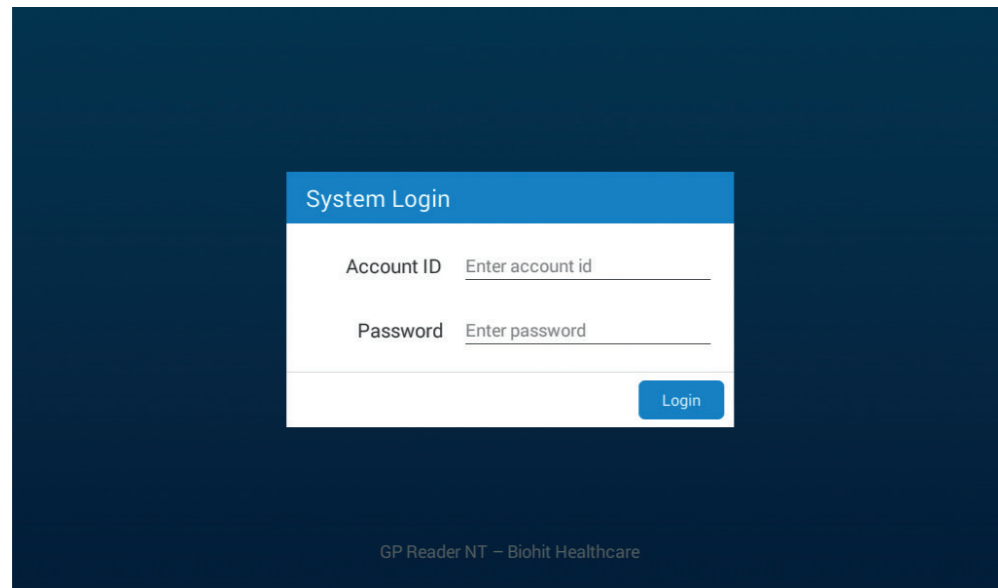 System Login
Account ID Enter account id
Password Enter password
Login
GP Reader NT – Biohit Healthcare